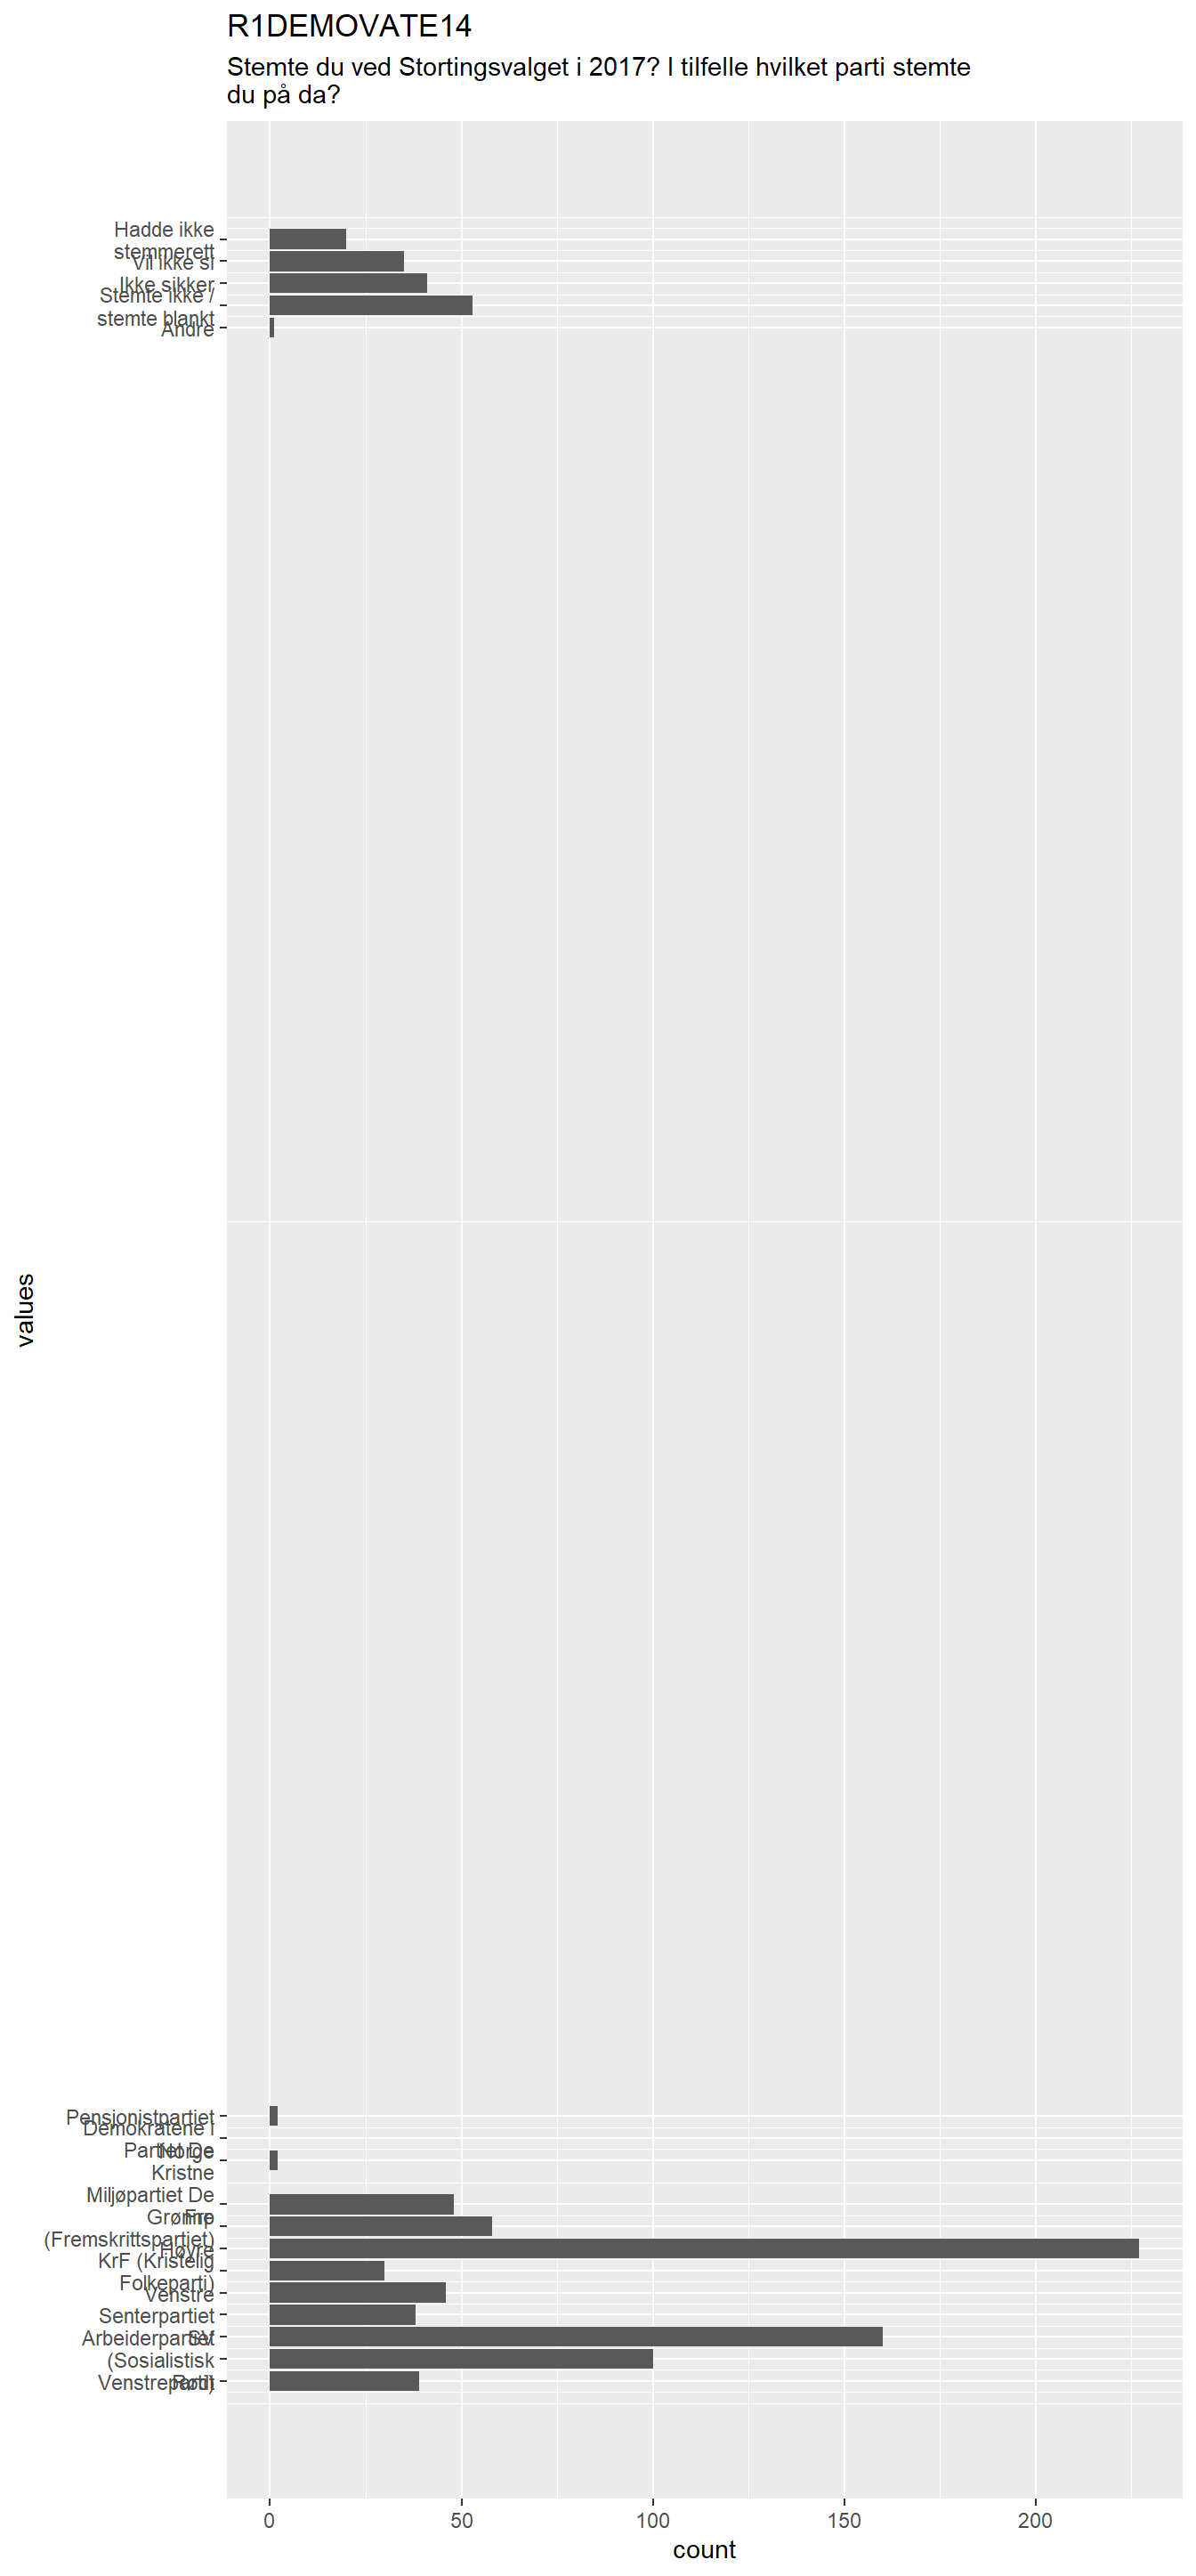 R1DEMOVATE14
Stemte du ved Stortingsvalget i 2017? I tilfelle hvilket parti stemte
du på da?
Hadde ikke
stemmerett
Vil ikke si
Ikke sikker
Stemte ikke /
stemte blankt
Andre
values
Pensjonistpartiet
Demokratene i
Norge
Partiet De
Kristne
Miljøpartiet De
Grønne
Frp
(Fremskrittspartiet)
Høyre
KrF (Kristelig
Folkeparti)
Venstre
Senterpartiet
Arbeiderpartiet
SV
(Sosialistisk
Venstreparti)
Rødt
0 50 100 150 200
count